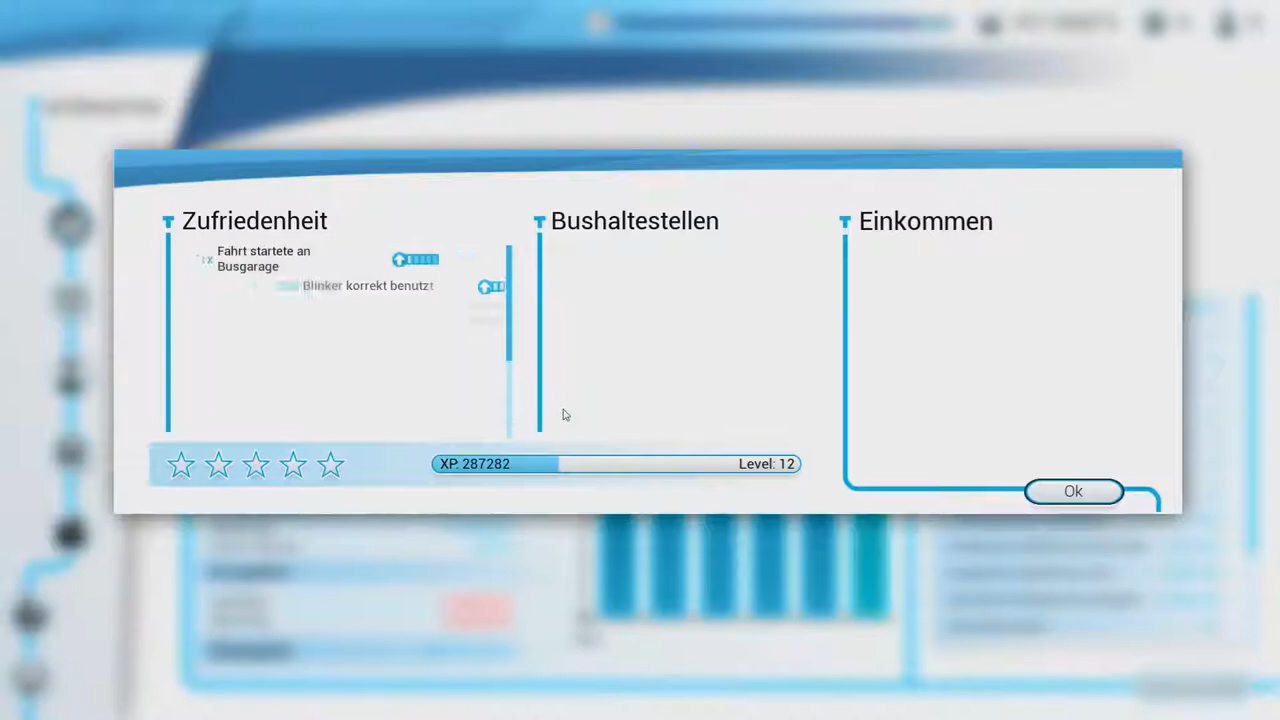 Zufriedenheit
Fahrt startete an
Busgarage
Blinker korrekt benutzt
Bushaltestellen
Einkommen
XP: 287282
Level: 12
Ok